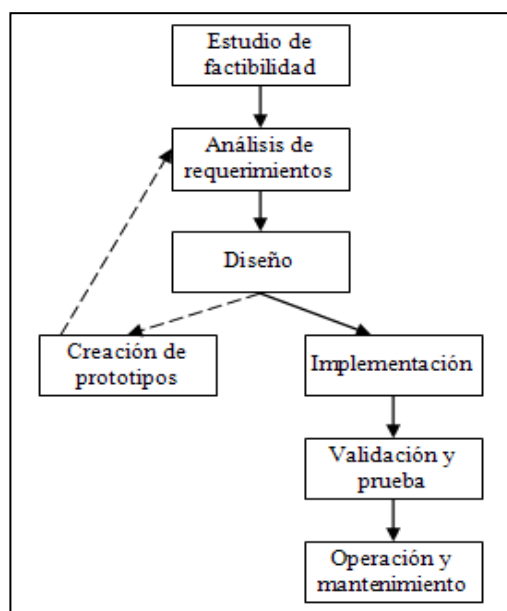 Estudio de
factibilidad
Análisis de
requerimientos
Diseño
Creación de
prototipos
Implementación
Validación y
prueba
Operación y
mantenimiento